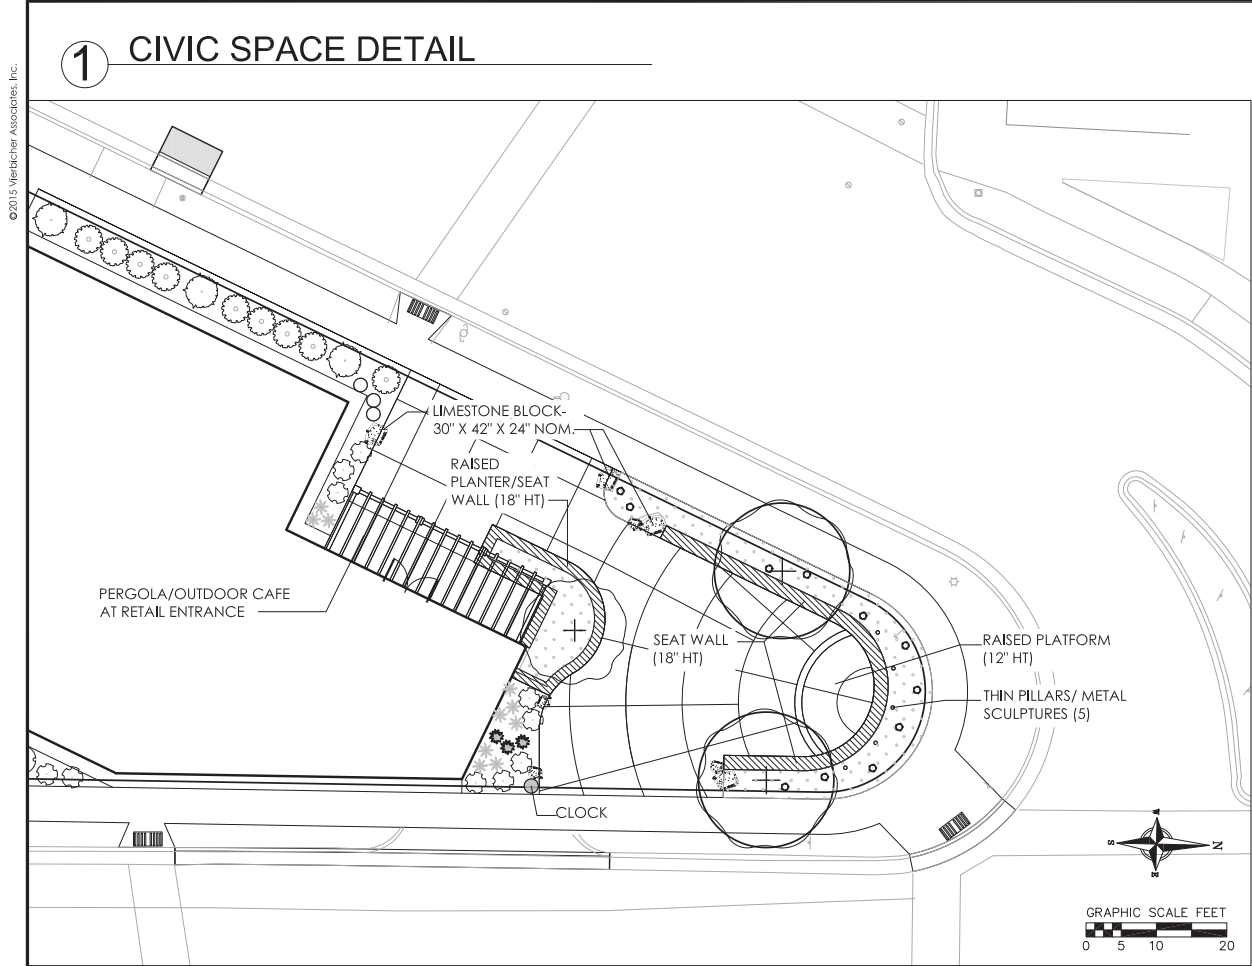 ©2015 Vierbicher Associates, Inc.
1
CIVIC SPACE DETAIL
LIMESTONE BLOCK-
30" X 42" X 24" NOM.
RAISED
PLANTER/SEAT
WALL (18" HT)
PERGOLA/OUTDOOR CAFE
AT RETAIL ENTRANCE
SEAT WALL
(18" HT)
RAISED PLATFORM
(12" HT)
THIN PILLARS/ METAL
SCULPTURES (5)
CLOCK
W
S
N
E
GRAPHIC SCALE FEET
0 5 10 20